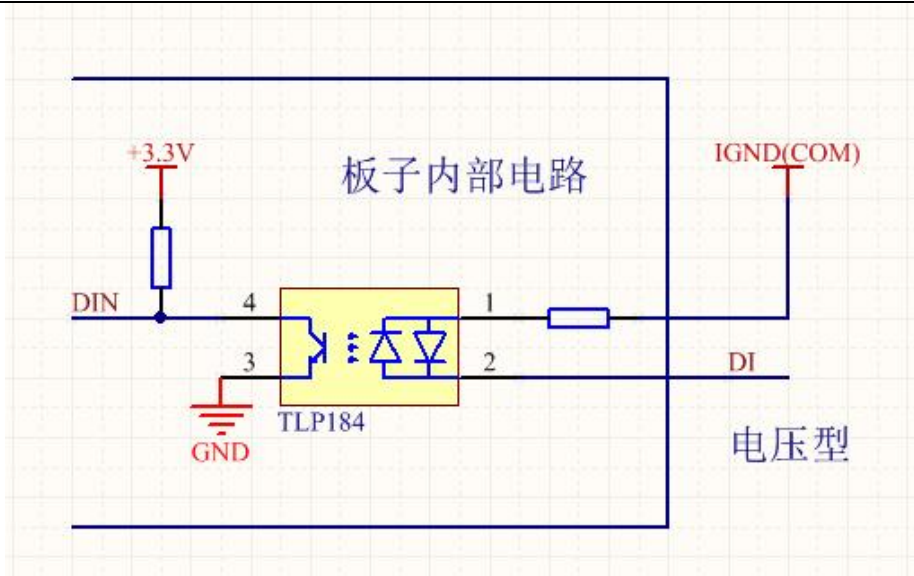 +3.3V
IGND(COM)
板子内部电路
DIN
4
1
3
2
DI
TLP184
GND
电压型